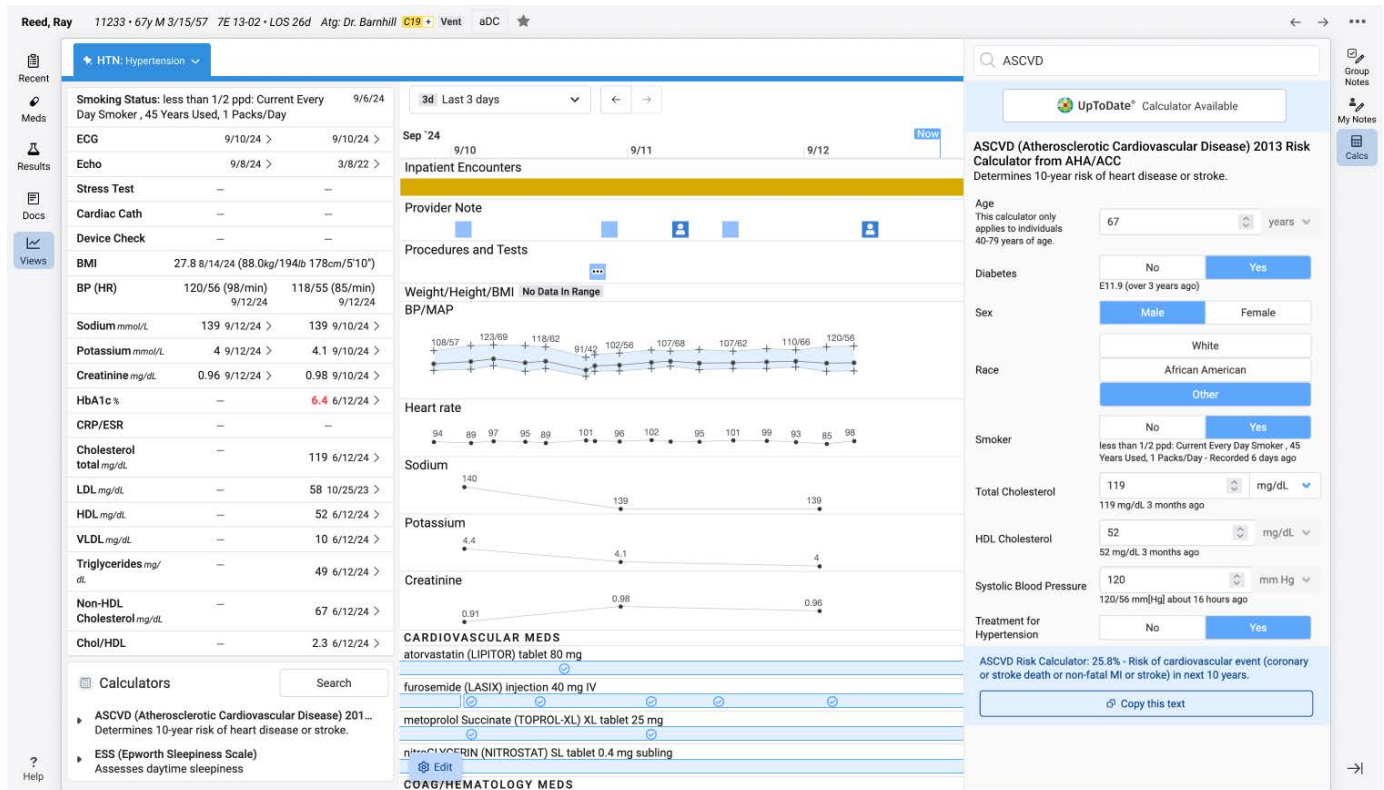 Reed, Ray 11233 • 67y M 3/15/57 7E 13-02 • LOS 26d Atg: Dr. Barnhill C19 + Vent aDC
Recent
Meds
Results
Docs
Views
? Help
HTN: Hypertension
Smoking Status: less than 1/2 ppd: Current Every 9/6/24
Day Smoker , 45 Years Used, 1 Packs/Day
ECG 9/10/24 > 9/10/24 >
Echo 9/8/24 > 3/8/22 >
Stress Test – –
Cardiac Cath – –
Device Check – –
BMI 27.8 8/14/24 (88.0kg/194lb 178cm/5'10")
BP (HR) 120/56 (98/min) 118/55 (85/min)
9/12/24 9/12/24
Sodium mmol/L 139 9/12/24 > 139 9/10/24 >
Potassium mmol/L 4 9/12/24 > 4.1 9/10/24 >
Creatinine mg/dL 0.96 9/12/24 > 0.98 9/10/24 >
HbA1c % – 6.4 6/12/24 >
CRP/ESR – –
Cholesterol
total mg/dL – 119 6/12/24 >
LDL mg/dL – 58 10/25/23 >
HDL mg/dL – 52 6/12/24 >
VLDL mg/dL – 10 6/12/24 >
Triglycerides mg/
dL – 49 6/12/24 >
Non-HDL
Cholesterol mg/dL – 67 6/12/24 >
Chol/HDL – 2.3 6/12/24 >
Calculators Search
ASCVD (Atherosclerotic Cardiovascular Disease) 201...
Determines 10-year risk of heart disease or stroke.
ESS (Epworth Sleepiness Scale)
Assesses daytime sleepiness
3d Last 3 days
Sep `24 Now
9/10 9/11 9/12
Inpatient Encounters
Provider Note
Procedures and Tests
Weight/Height/BMI No Data In Range
BP/MAP
108/57 123/69 118/62 91/42 102/56 107/68 107/62 110/66 120/56
Heart rate
94 89 97 95 89 101 96 102 95 101 99 93 85 98
Sodium
140 139 139
Potassium
4.4 4.1 4
Creatinine
0.91 0.98 0.96
CARDIOVASCULAR MEDS
atorvastatin (LIPITOR) tablet 80 mg
furosemide (LASIX) injection 40 mg IV
metoprolol Succinate (TOPROL-XL) XL tablet 25 mg
(NITROSTAT) SL tablet 0.4 mg subling
Edit
COAG/HEMATOLOGY MEDS
ASCVD
UpToDate® Calculator Available
ASCVD (Atherosclerotic Cardiovascular Disease) 2013 Risk
Calculator from AHA/ACC
Determines 10-year risk of heart disease or stroke.
Age
This calculator only
applies to individuals
40-79 years of age.
67 years
Diabetes No Yes
E11.9 (over 3 years ago)
Sex Male Female
Race
White
African American
Other
Smoker No Yes
less than 1/2 ppd: Current Every Day Smoker , 45
Years Used, 1 Packs/Day - Recorded 6 days ago
Total Cholesterol 119 mg/dL
119 mg/dL 3 months ago
HDL Cholesterol 52 mg/dL
52 mg/dL 3 months ago
Systolic Blood Pressure 120 mm Hg
120/56 mm[Hg] about 16 hours ago
Treatment for
Hypertension No Yes
ASCVD Risk Calculator: 25.8% - Risk of cardiovascular event (coronary
or stroke death or non-fatal MI or stroke) in next 10 years.
Copy this text
Group
Notes
My Notes
Calcs